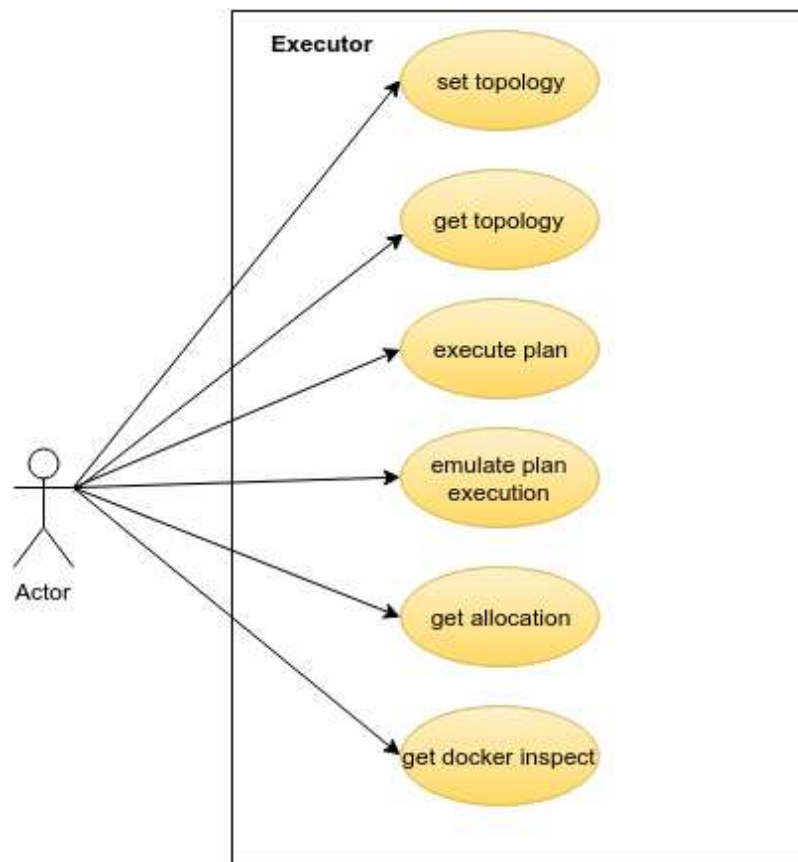 Executor
set topology
get topology
execute plan
emulate plan
execution
Actor
get allocation
get docker inspect